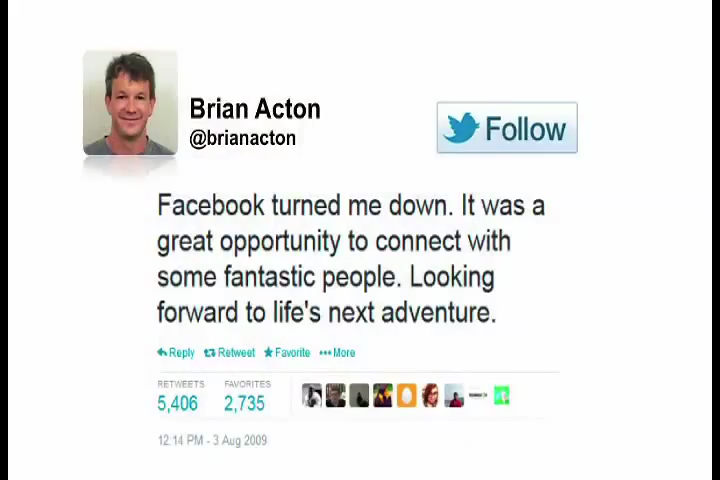 Brian Acton
@brianacton
Follow
Facebook turned me down. It was a
great opportunity to connect with
some fantastic people. Looking
forward to life's next adventure.
Reply Retweet Favorite More
RETWEETS FAVORITES
5,406 2,735
12:14 PM - 3 Aug 2009